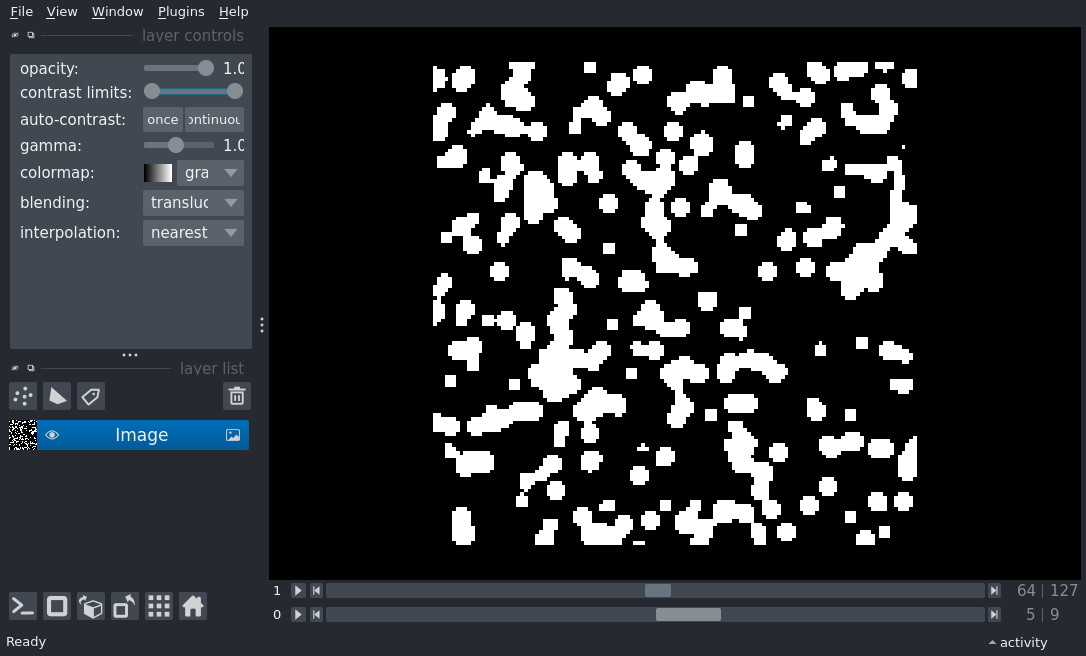 File View Window Plugins Help
layer controls
opacity: 1.0
contrast limits:
auto-contrast: once ontinuou
gamma: 1.0
colormap: gra
blending: transluc
interpolation: nearest
layer list
Image
1 64 | 127
0 5 | 9
Ready activity